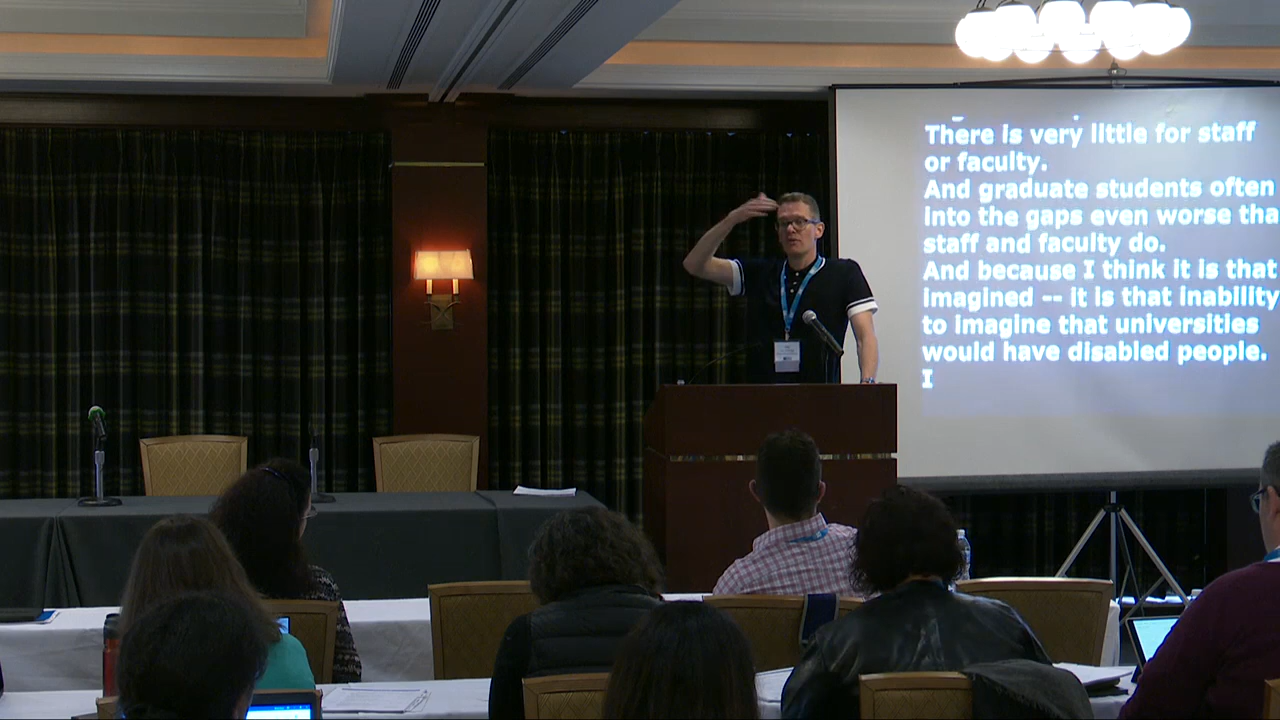 There is very little for staff
or faculty.
And graduate students often
into the gaps even worse tha
staff and faculty do.
And because I think it is that
imagined -- it is that inability
to imagine that universities
would have disabled people.
I